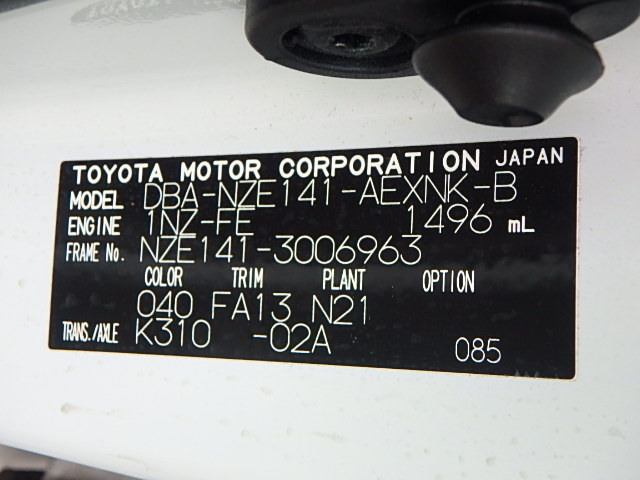 TOYOTA MOTOR CORPORATION JAPAN
MODEL DBA-NZE141-AEXNK-B
ENGINE 1NZ-FE 1496 mL
FRAME No. NZE141-3006963
COLOR TRIM PLANT OPTION
040 FA13 N21
TRANS./AXLE K310 -02A 085